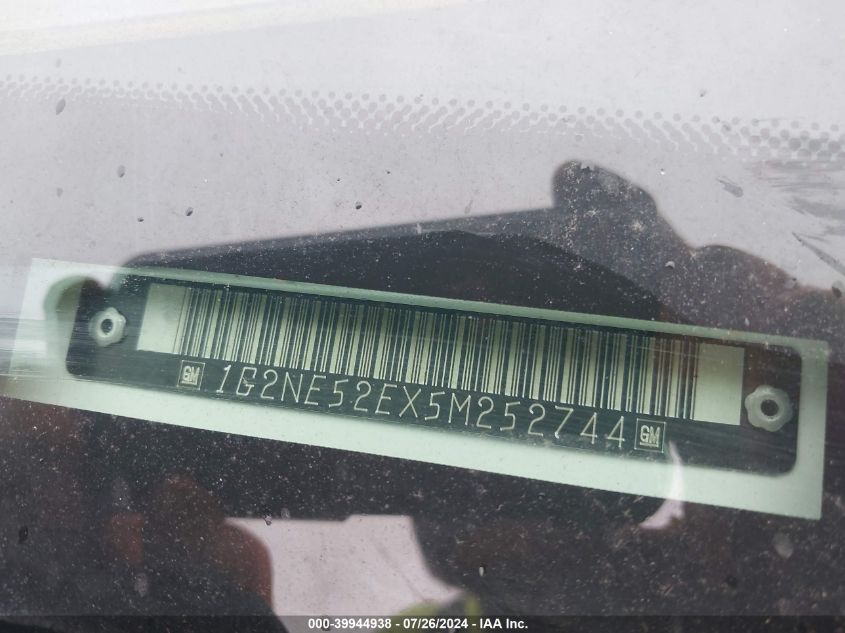 GM 1G2NE52EX5M252744 GM
000-39944938 - 07/26/2024 - IAA Inc.